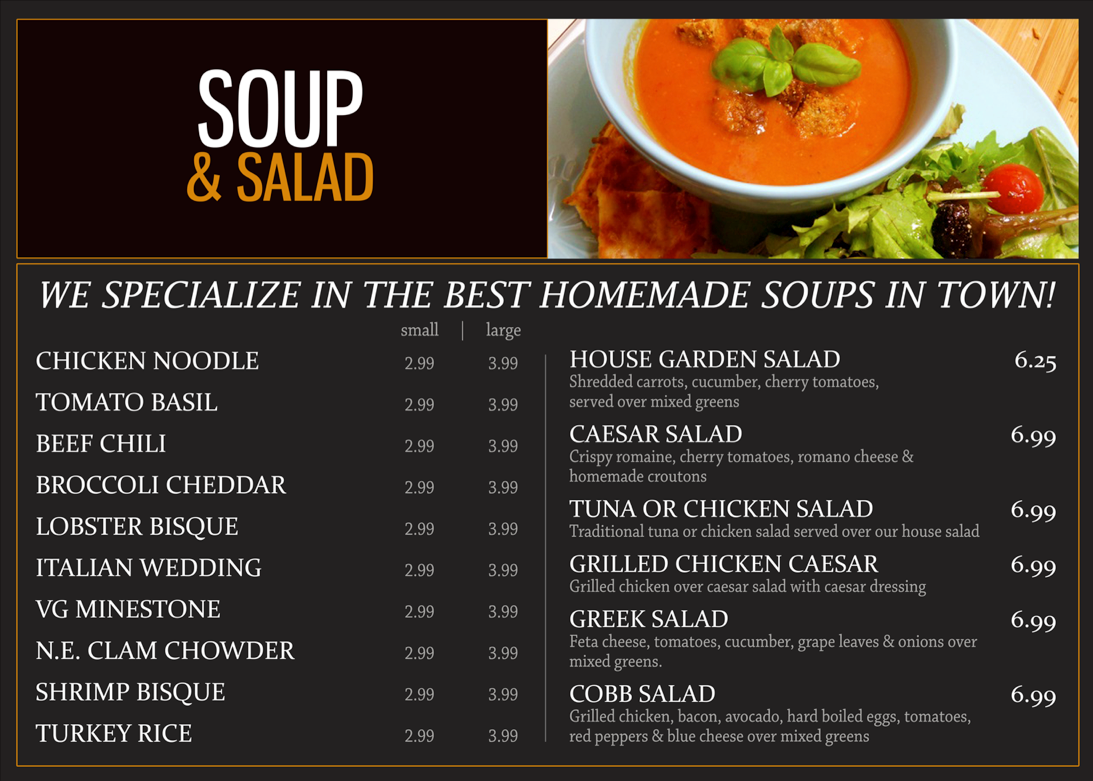 SOUP
& SALAD
WE SPECIALIZE IN THE BEST HOMEMADE SOUPS IN TOWN!
small | large
CHICKEN NOODLE 2.99 3.99
TOMATO BASIL 2.99 3.99
BEEF CHILI 2.99 3.99
BROCCOLI CHEDDAR 2.99 3.99
LOBSTER BISQUE 2.99 3.99
ITALIAN WEDDING 2.99 3.99
VG MINESTONE 2.99 3.99
N.E. CLAM CHOWDER 2.99 3.99
SHRIMP BISQUE 2.99 3.99
TURKEY RICE 2.99 3.99
HOUSE GARDEN SALAD 6.25
Shredded carrots, cucumber, cherry tomatoes,
served over mixed greens
CAESAR SALAD 6.99
Crispy romaine, cherry tomatoes, romano cheese &
homemade croutons
TUNA OR CHICKEN SALAD 6.99
Traditional tuna or chicken salad served over our house salad
GRILLED CHICKEN CAESAR 6.99
Grilled chicken over caesar salad with caesar dressing
GREEK SALAD 6.99
Feta cheese, tomatoes, cucumber, grape leaves & onions over
mixed greens.
COBB SALAD 6.99
Grilled chicken, bacon, avocado, hard boiled eggs, tomatoes,
red peppers & blue cheese over mixed greens